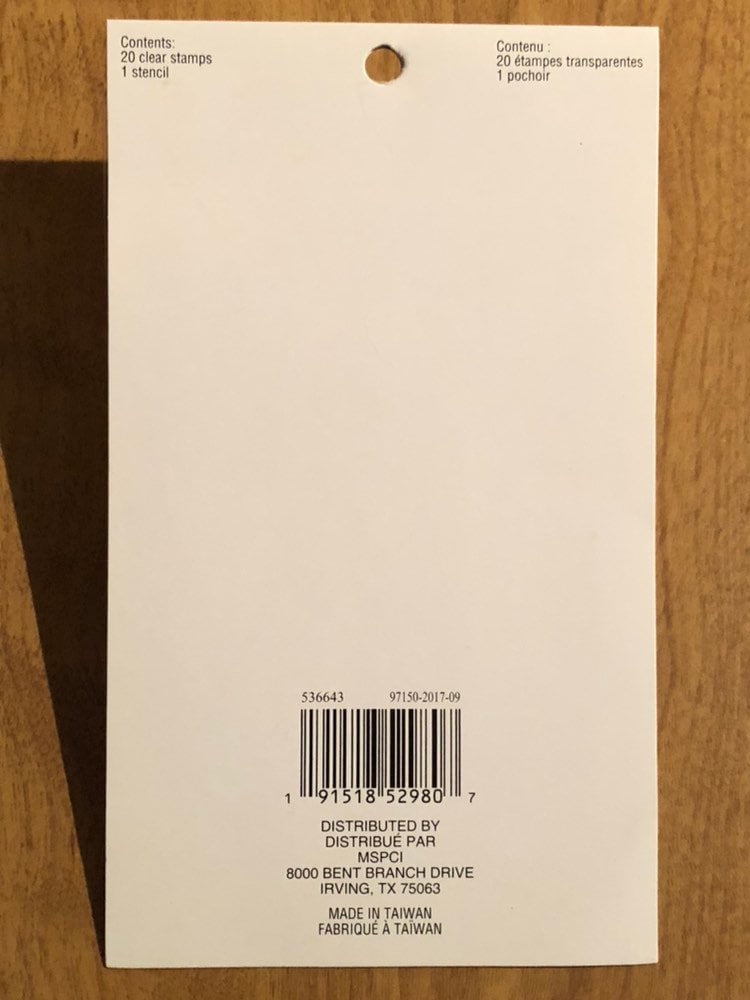 Contents:
20 clear stamps
1 stencil
Contenu :
20 étampes transparentes
1 pochoir
536643 97150-2017-09
1 91518 52980 7
DISTRIBUTED BY
DISTRIBUÉ PAR
MSPCI
8000 BENT BRANCH DRIVE
IRVING, TX 75063
MADE IN TAIWAN
FABRIQUÉ À TAÏWAN